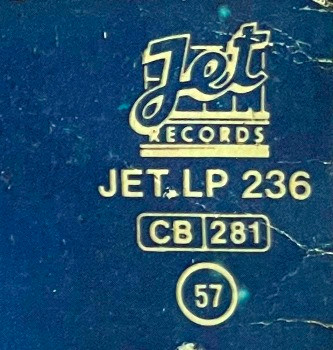 Jet
RECORDS
JET LP 236
CB 281
57